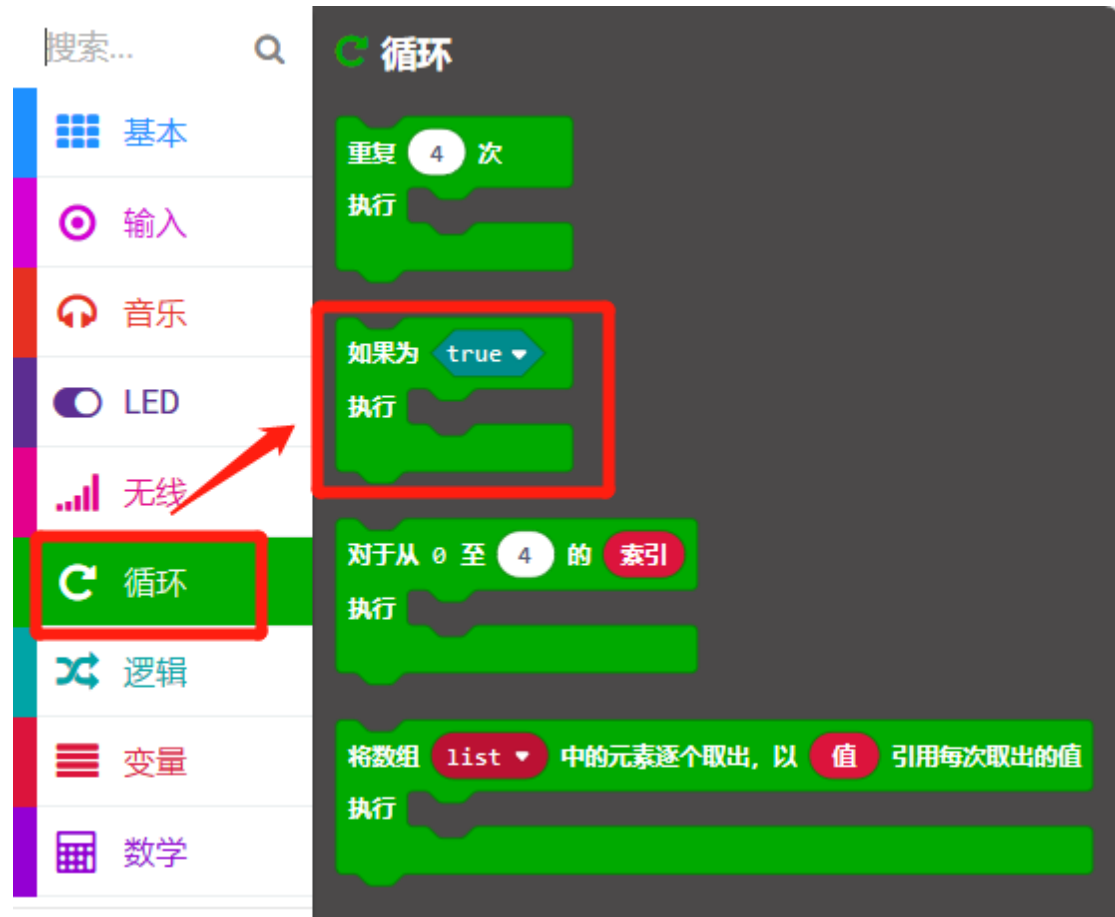 搜索...
基本
输入
音乐
LED
无线
循环
逻辑
变量
数学
循环
重复 4 次
执行
如果为 true
执行
对于从 0 至 4 的 索引
执行
将数组 list 中的元素逐个取出，以 值 引用每次取出的值
执行